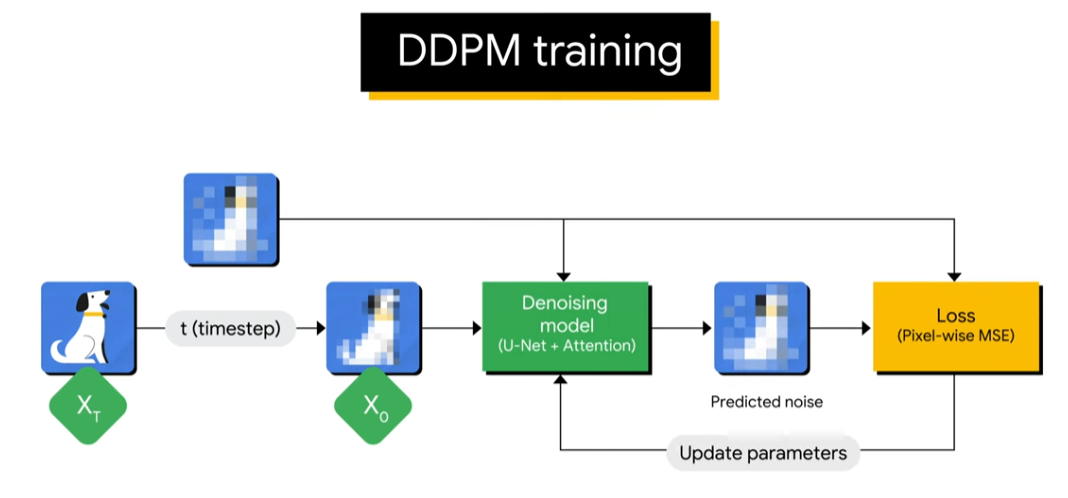 DDPM training
t (timestep)
X_T
X_0
Denoising
model
(U-Net + Attention)
Predicted noise
Loss
(Pixel-wise MSE)
Update parameters